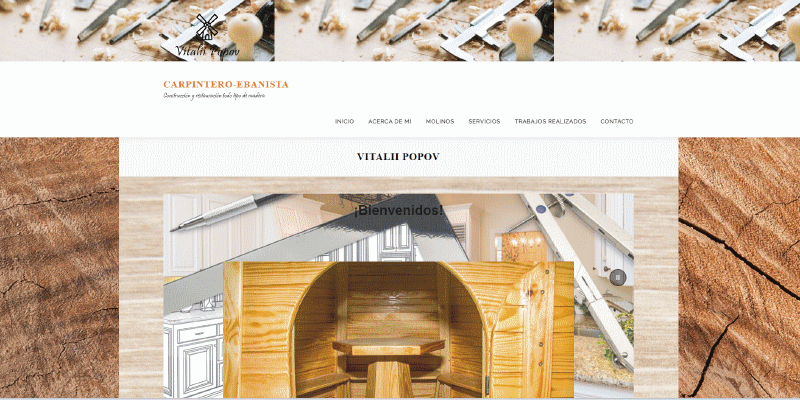 Vitalii Popov
CARPINTERO-EBANISTA
Construcción y restauración todo tipo de madera
INICIO
ACERCA DE MI
MOLINOS
SERVICIOS
TRABAJOS REALIZADOS
CONTACTO
VITALII POPOV
¡Bienvenidos!